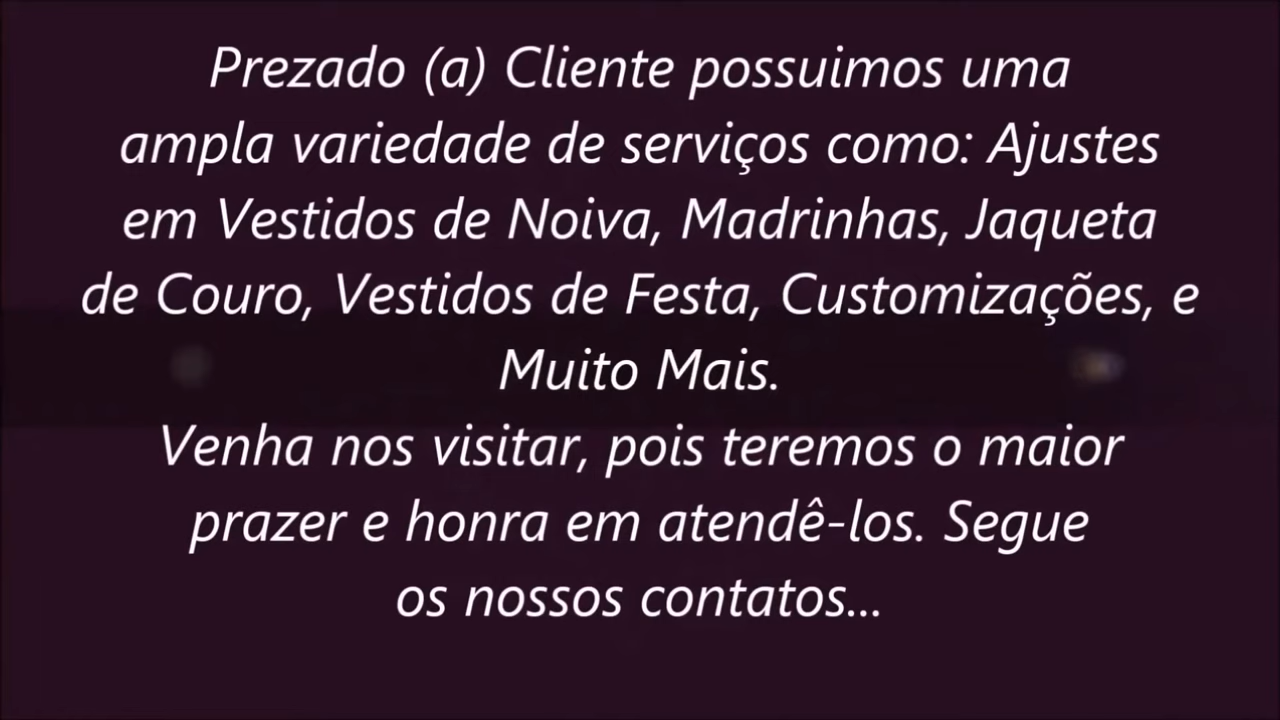 Prezado (a) Cliente possuimos uma
ampla variedade de serviços como: Ajustes
em Vestidos de Noiva, Madrinhas, Jaqueta
de Couro, Vestidos de Festa, Customizações, e
Muito Mais.
Venha nos visitar, pois teremos o maior
prazer e honra em atendê-los. Segue
os nossos contatos...